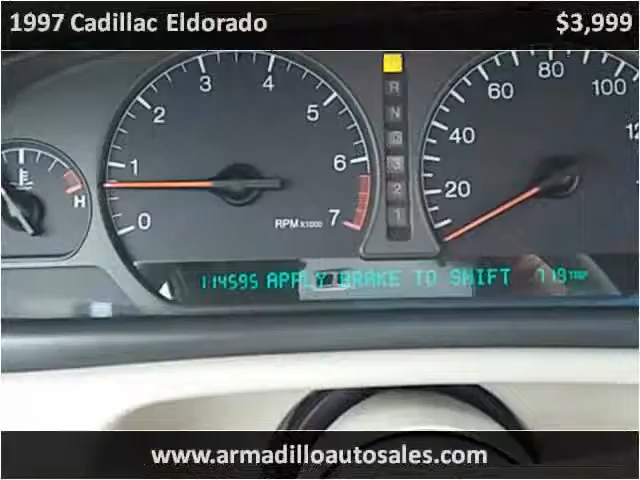 1997 Cadillac Eldorado $3,999
R
N
3
2
1
0 1 2 3 4 5 6 7
RPM X1000
H
20 40 60 80 100
114595 APPLY BRAKE TO SHIFT
TRIP
www.armadilloautosales.com